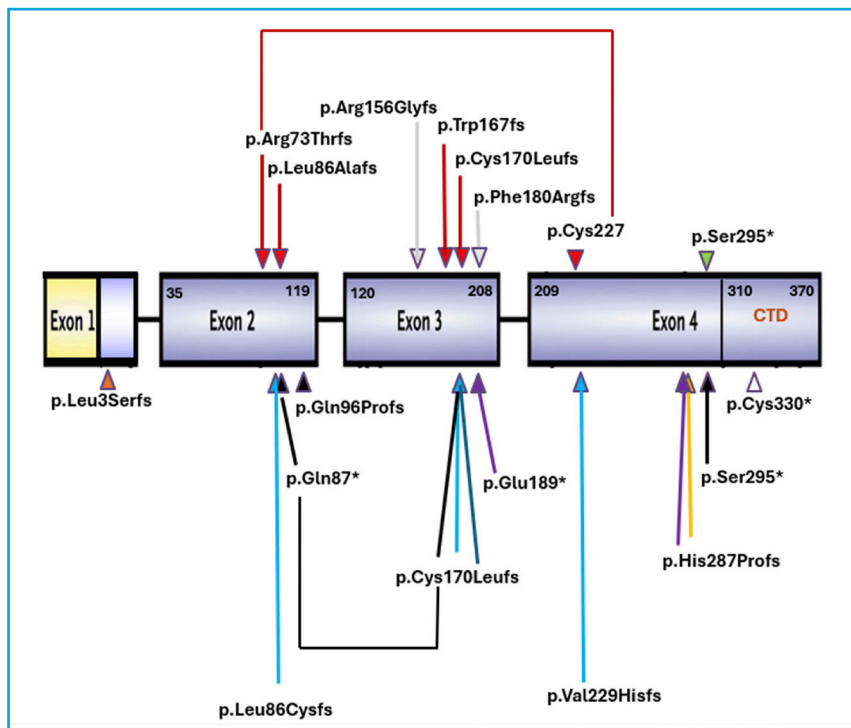 p.Arg156Glyfs
p.Trp167fs
p.Arg73Thrfs
p.Leu86Alafs
p.Cys170Leufs
p.Phe180Argfs
p.Cys227
p.Ser295*
35
119
120
208
209
310
370
Exon 1
Exon 2
Exon 3
Exon 4
CTD
p.Leu3Serfs
p.Gln96Profs
p.Cys330*
p.Gln87*
p.Glu189*
p.Ser295*
p.His287Profs
p.Cys170Leufs
p.Leu86Cysfs
p.Val229Hisfs